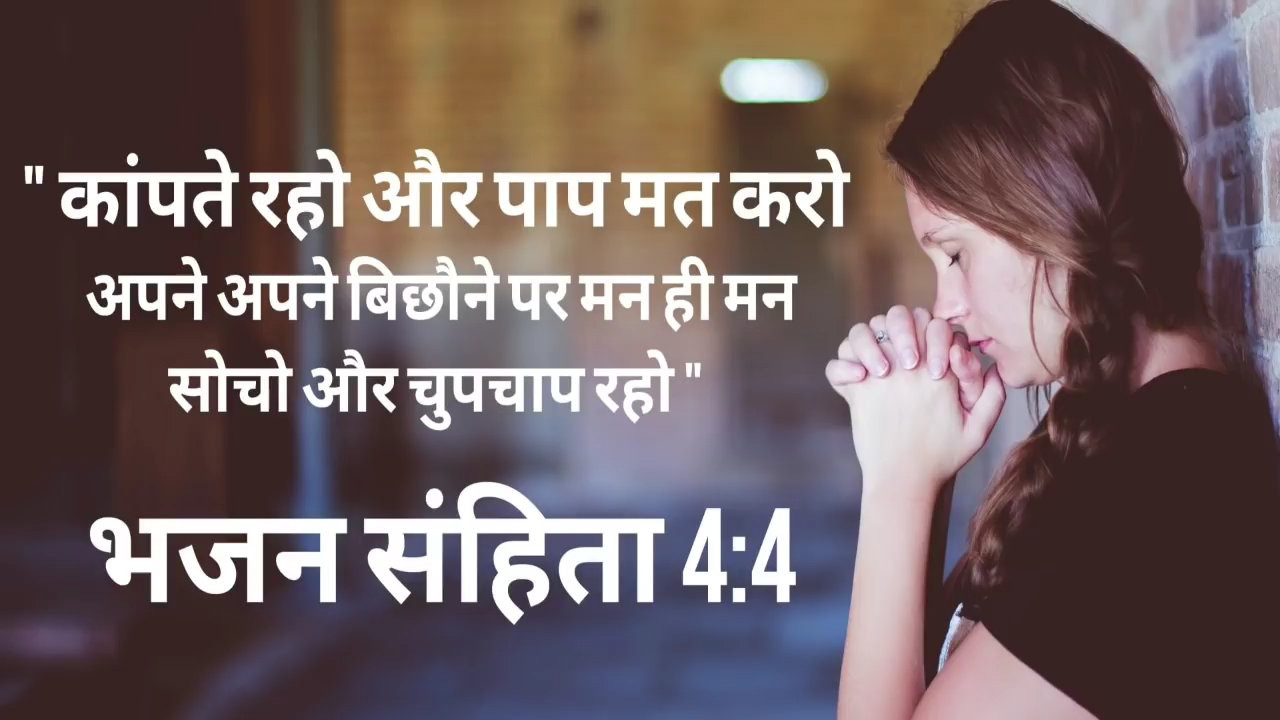 " कांपते रहो और पाप मत करो
अपने अपने बिछौने पर मन ही मन
सोचो और चुपचाप रहो "
भजन संहिता 4:4